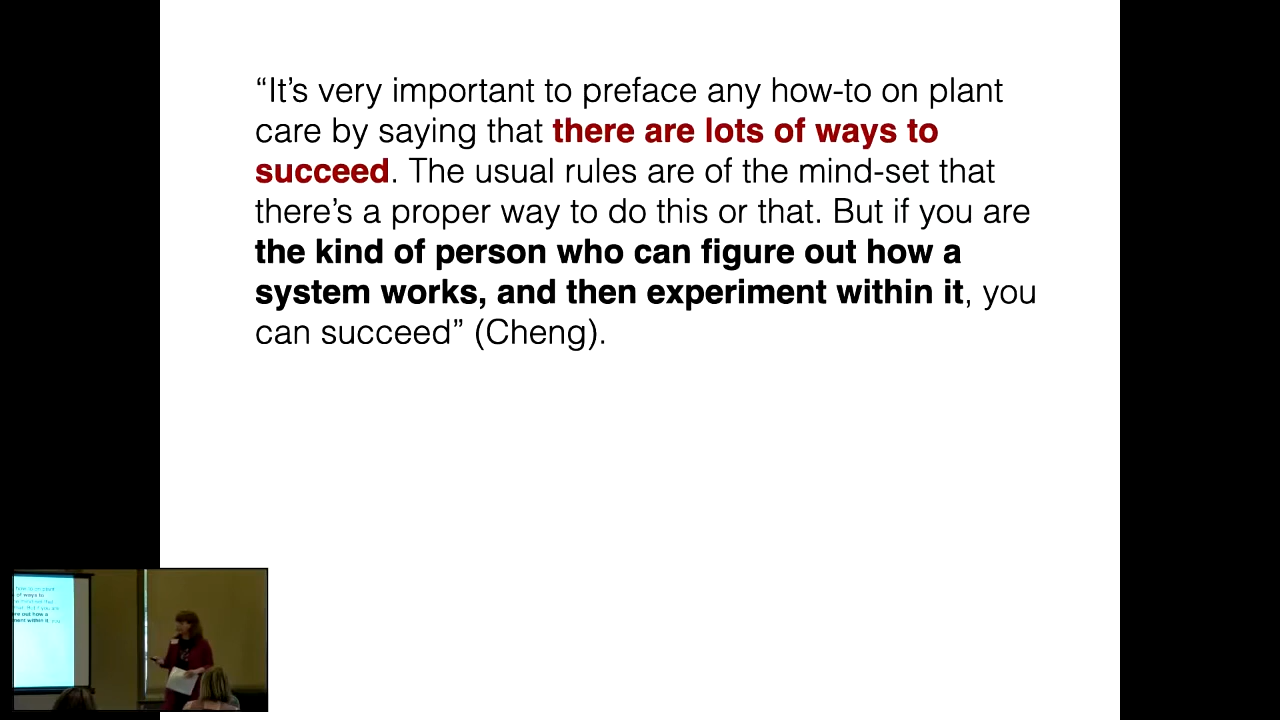 “It’s very important to preface any how-to on plant
care by saying that there are lots of ways to
succeed. The usual rules are of the mind-set that
there’s a proper way to do this or that. But if you are
the kind of person who can figure out how a
system works, and then experiment within it, you
can succeed” (Cheng).